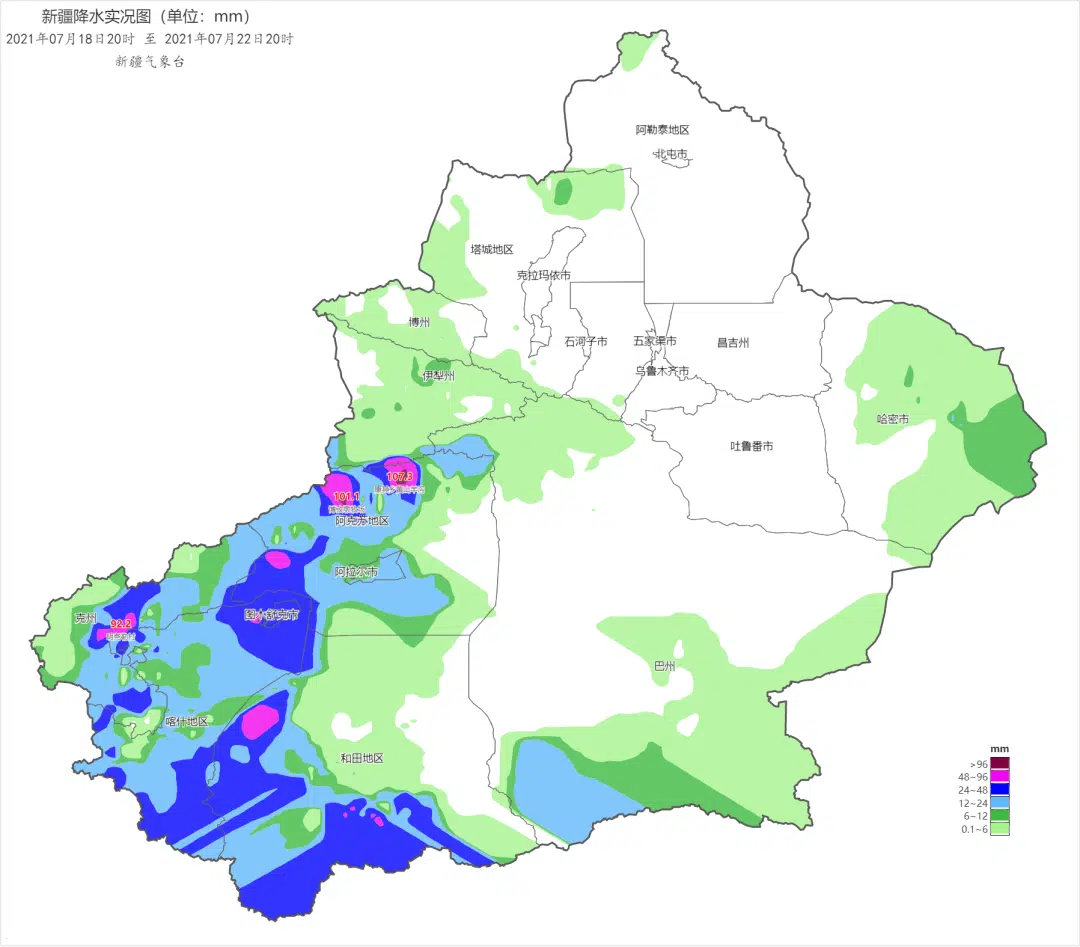 新疆降水实况图（单位：mm）
2021年07月18日20时 至 2021年07月22日20时
新疆气象台
阿勒泰地区
北屯市
塔城地区
克拉玛依市
博州
石河子市
五家渠市
昌吉州
伊犁州
乌鲁木齐市
哈密市
吐鲁番市
107.3
101.1
阿克苏地区
阿拉尔市
图木舒克市
克州
92.2
巴州
喀什地区
和田地区
mm
>96
48~96
24~48
12~24
6~12
0.1~6